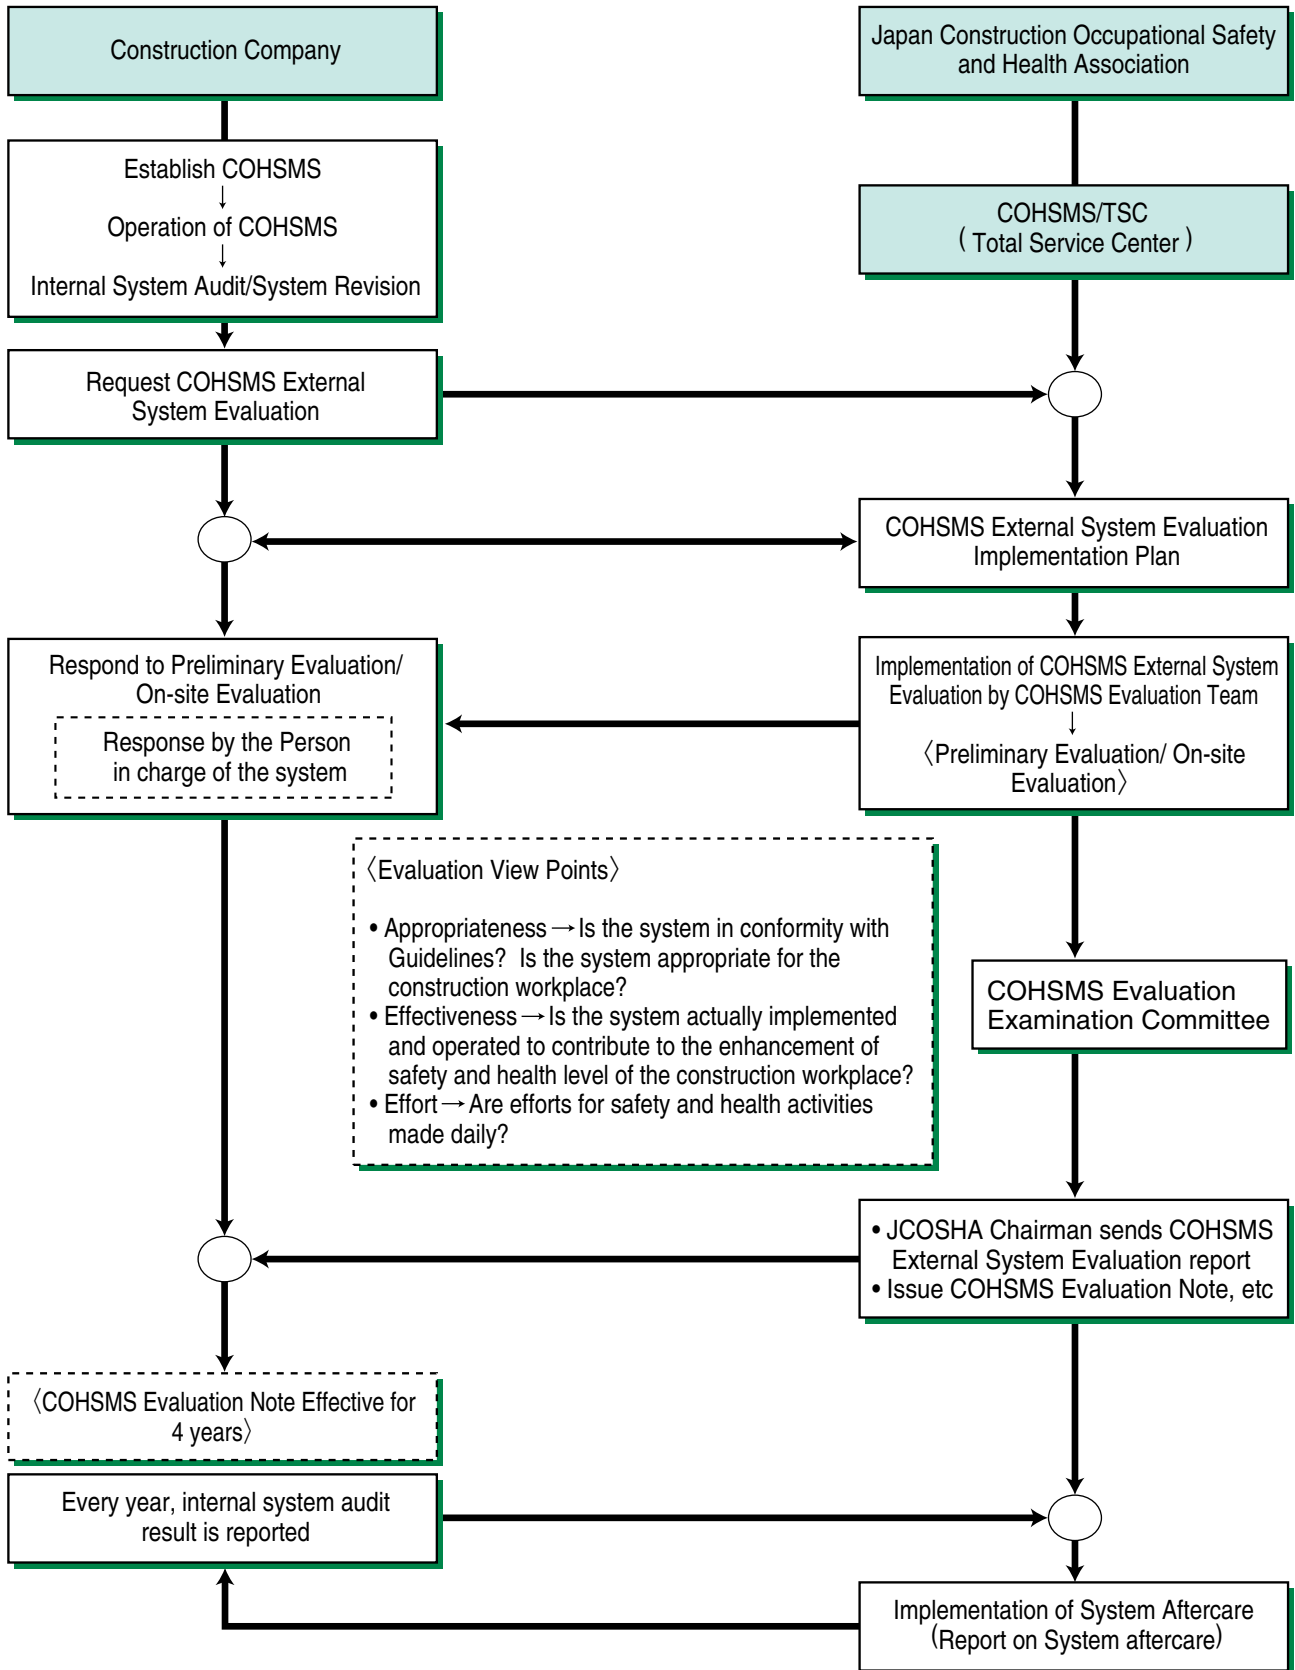 Construction Company
Japan Construction Occupational Safety
and Health Association
Establish COHSMS
↓
Operation of COHSMS
↓
Internal System Audit/System Revision
COHSMS/TSC
( Total Service Center )
Request COHSMS External
System Evaluation
COHSMS External System Evaluation
Implementation Plan
Respond to Preliminary Evaluation/
On-site Evaluation
Response by the Person
in charge of the system
Implementation of COHSMS External System
Evaluation by COHSMS Evaluation Team
↓
〈Preliminary Evaluation/ On-site
Evaluation〉
〈Evaluation View Points〉
• Appropriateness → Is the system in conformity with
Guidelines? Is the system appropriate for the
construction workplace?
• Effectiveness → Is the system actually implemented
and operated to contribute to the enhancement of
safety and health level of the construction workplace?
• Effort → Are efforts for safety and health activities
made daily?
COHSMS Evaluation
Examination Committee
• JCOSHA Chairman sends COHSMS
External System Evaluation report
• Issue COHSMS Evaluation Note, etc
〈COHSMS Evaluation Note Effective for
4 years〉
Every year, internal system audit
result is reported
Implementation of System Aftercare
(Report on System aftercare)